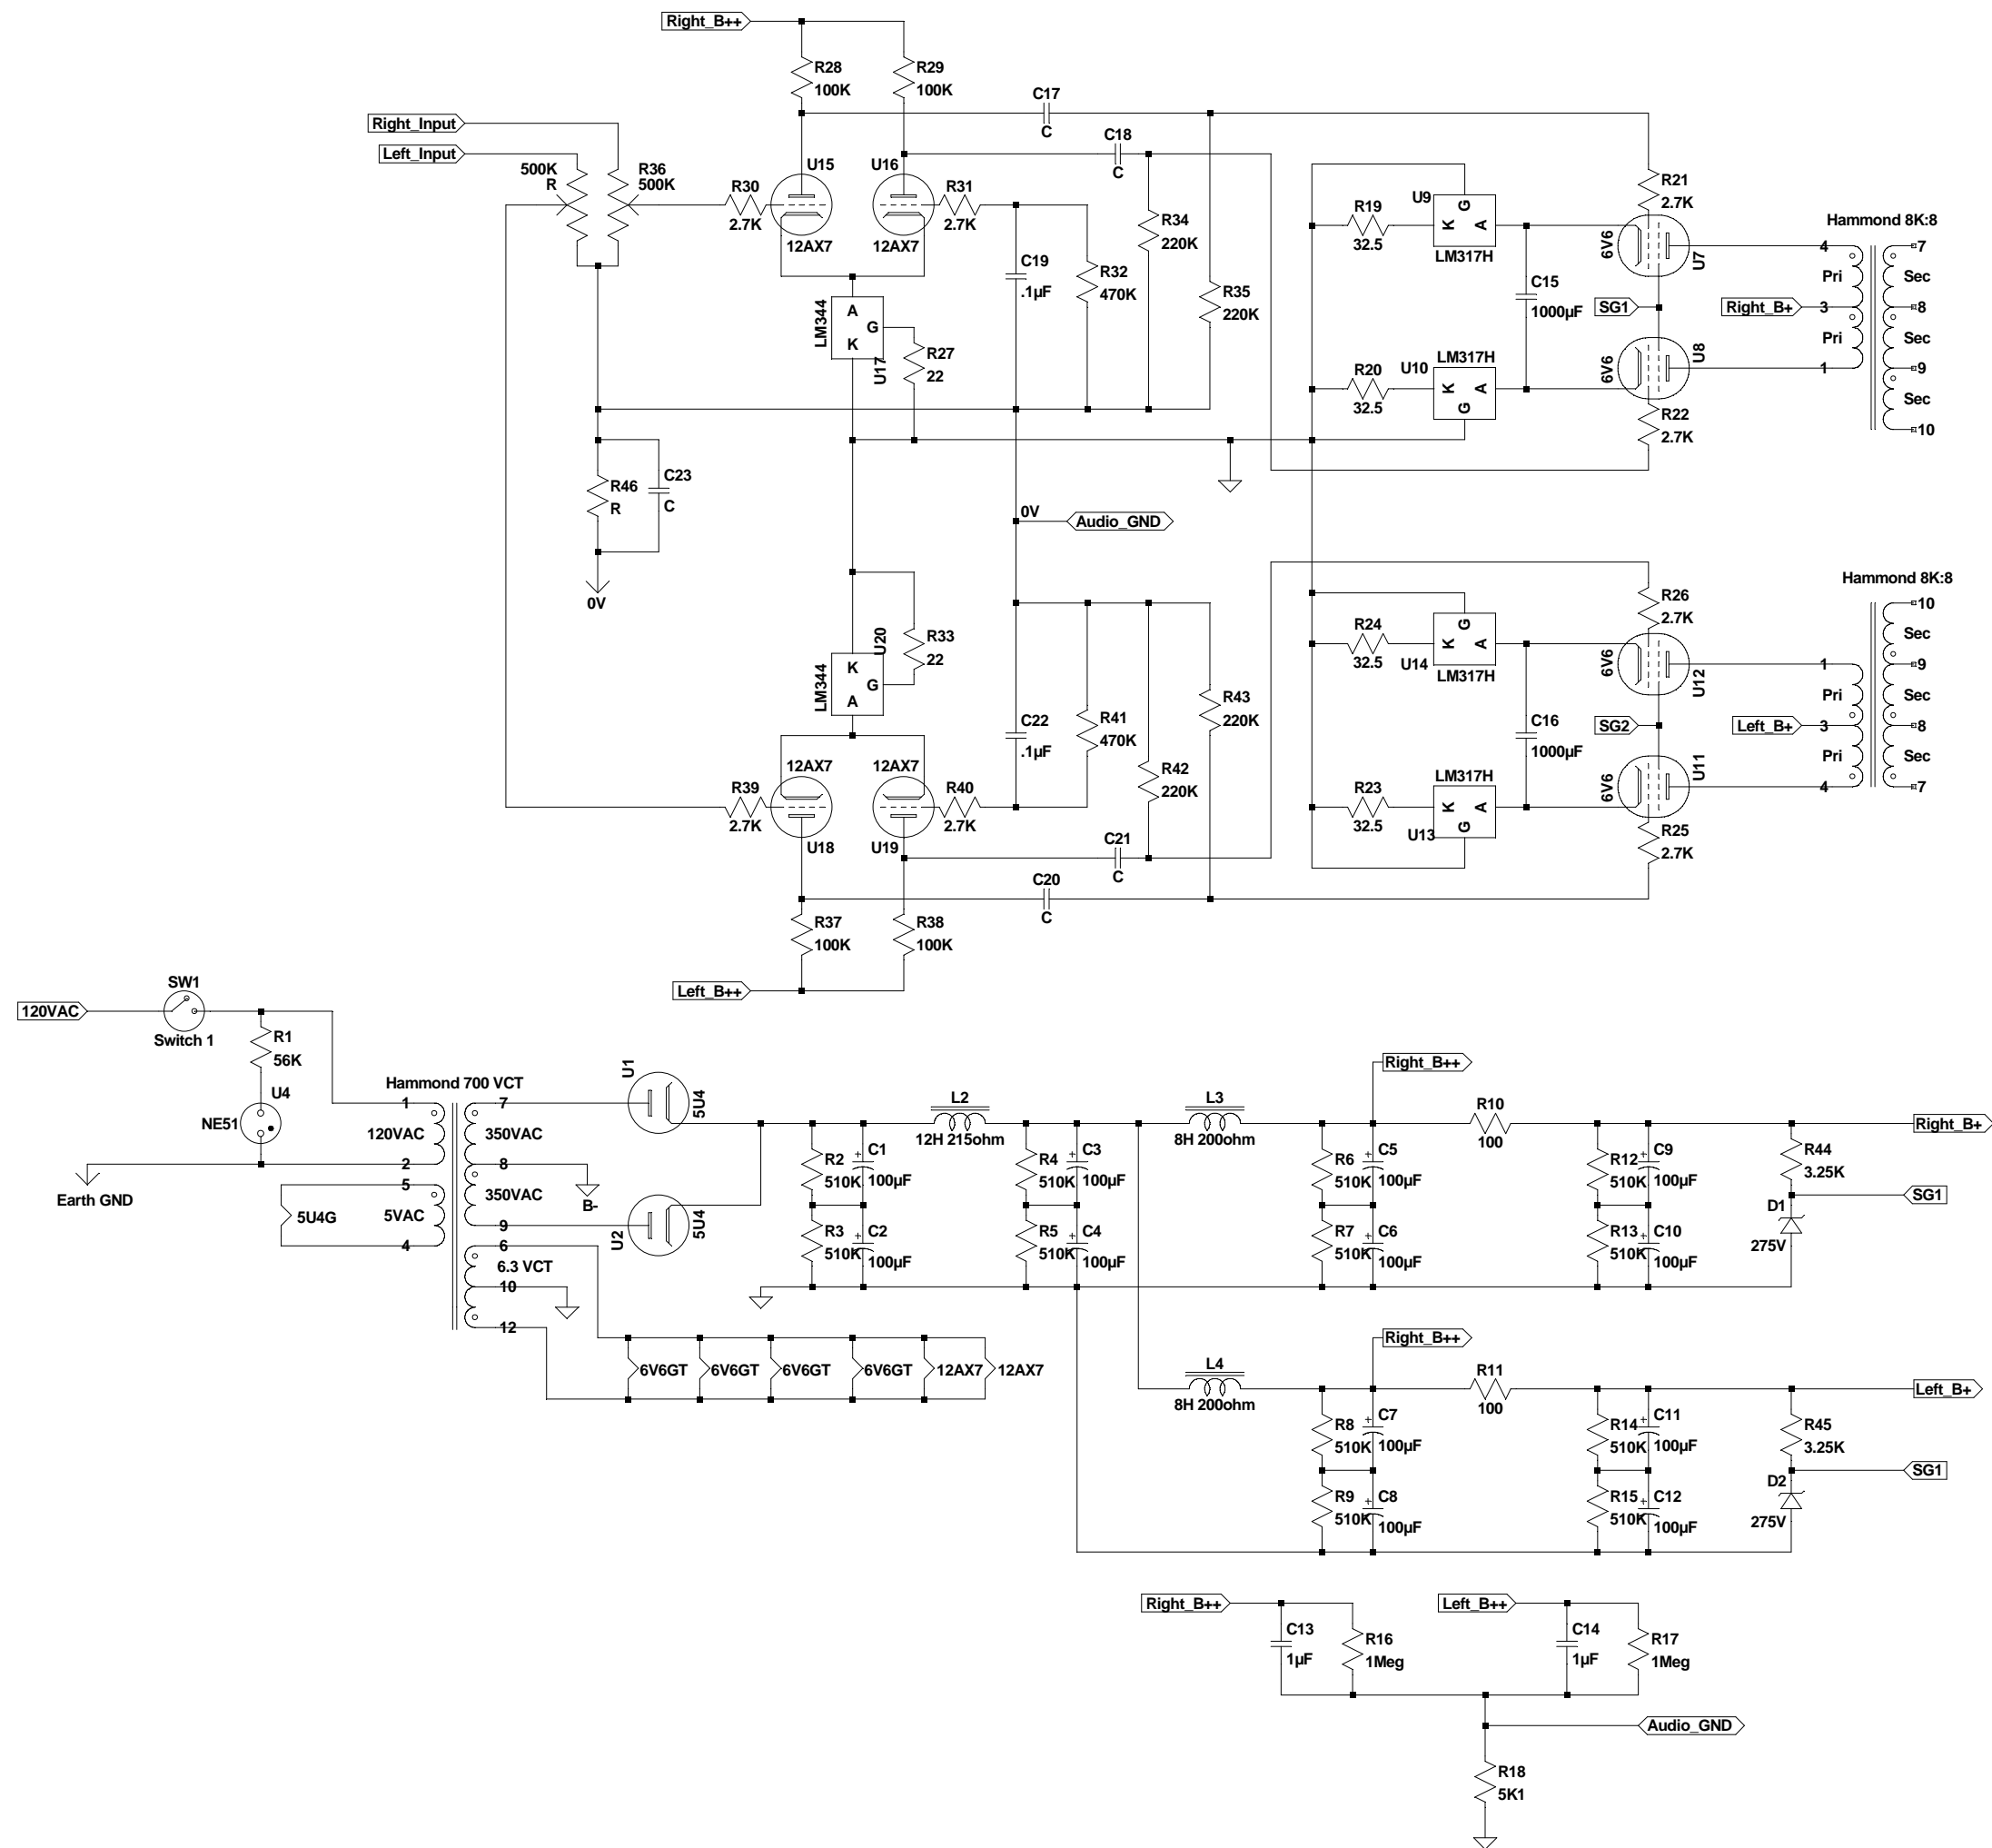 Right_B++
R28
100K
R29
100K
C17
C
Right_Input
Left_Input
C18
C
500K
R
R36
500K
U15
U16
R30
2.7K
R31
2.7K
12AX7
12AX7
R34
220K
U9
R19
32.5
K
G
A
LM317H
R21
2.7K
6V6
U7
Hammond 8K:8
4
Pri
3
Pri
1
7
Sec
8
Sec
9
Sec
10
C19
.1µF
R32
470K
R35
220K
C15
1000µF
SG1
Right_B+
LM344
A
G
K
U17
R27
22
LM317H
U10
R20
32.5
K
A
G
6V6
U8
R22
2.7K
R46
R
C23
C
0V
0V
Audio_GND
Hammond 8K:8
R26
2.7K
U20
R33
22
LM344
K
G
A
R24
32.5
G
K
A
U14
LM317H
6V6
U12
1
Pri
3
Pri
4
10
Sec
9
Sec
8
Sec
7
R43
220K
C22
.1µF
R41
470K
R42
220K
C16
1000µF
SG2
Left_B+
12AX7
12AX7
R39
2.7K
R40
2.7K
U18
U19
LM317H
R23
32.5
K
A
G
U13
6V6
U11
R25
2.7K
C21
C
C20
C
R37
100K
R38
100K
Left_B++
SW1
120VAC
Switch 1
R1
56K
U4
NE51
Earth GND
Hammond 700 VCT
1
120VAC
2
5
5VAC
4
5U4G
7
350VAC
8
350VAC
9
6
6.3 VCT
10
12
B-
U1
5U4
U2
5U4
L2
12H 215ohm
L3
8H 200ohm
Right_B++
R10
100
Right_B+
R2
510K
C1
100µF
R3
510K
C2
100µF
R4
510K
C3
100µF
R5
510K
C4
100µF
R6
510K
C5
100µF
R7
510K
C6
100µF
R12
510K
C9
100µF
R13
510K
C10
100µF
R44
3.25K
SG1
D1
275V
6V6GT
6V6GT
6V6GT
6V6GT
12AX7
12AX7
Right_B++
L4
8H 200ohm
R11
100
Left_B+
R8
510K
C7
100µF
R9
510K
C8
100µF
R14
510K
C11
100µF
R15
510K
C12
100µF
R45
3.25K
SG1
D2
275V
Right_B++
C13
1µF
R16
1Meg
Left_B++
C14
1µF
R17
1Meg
Audio_GND
R18
5K1